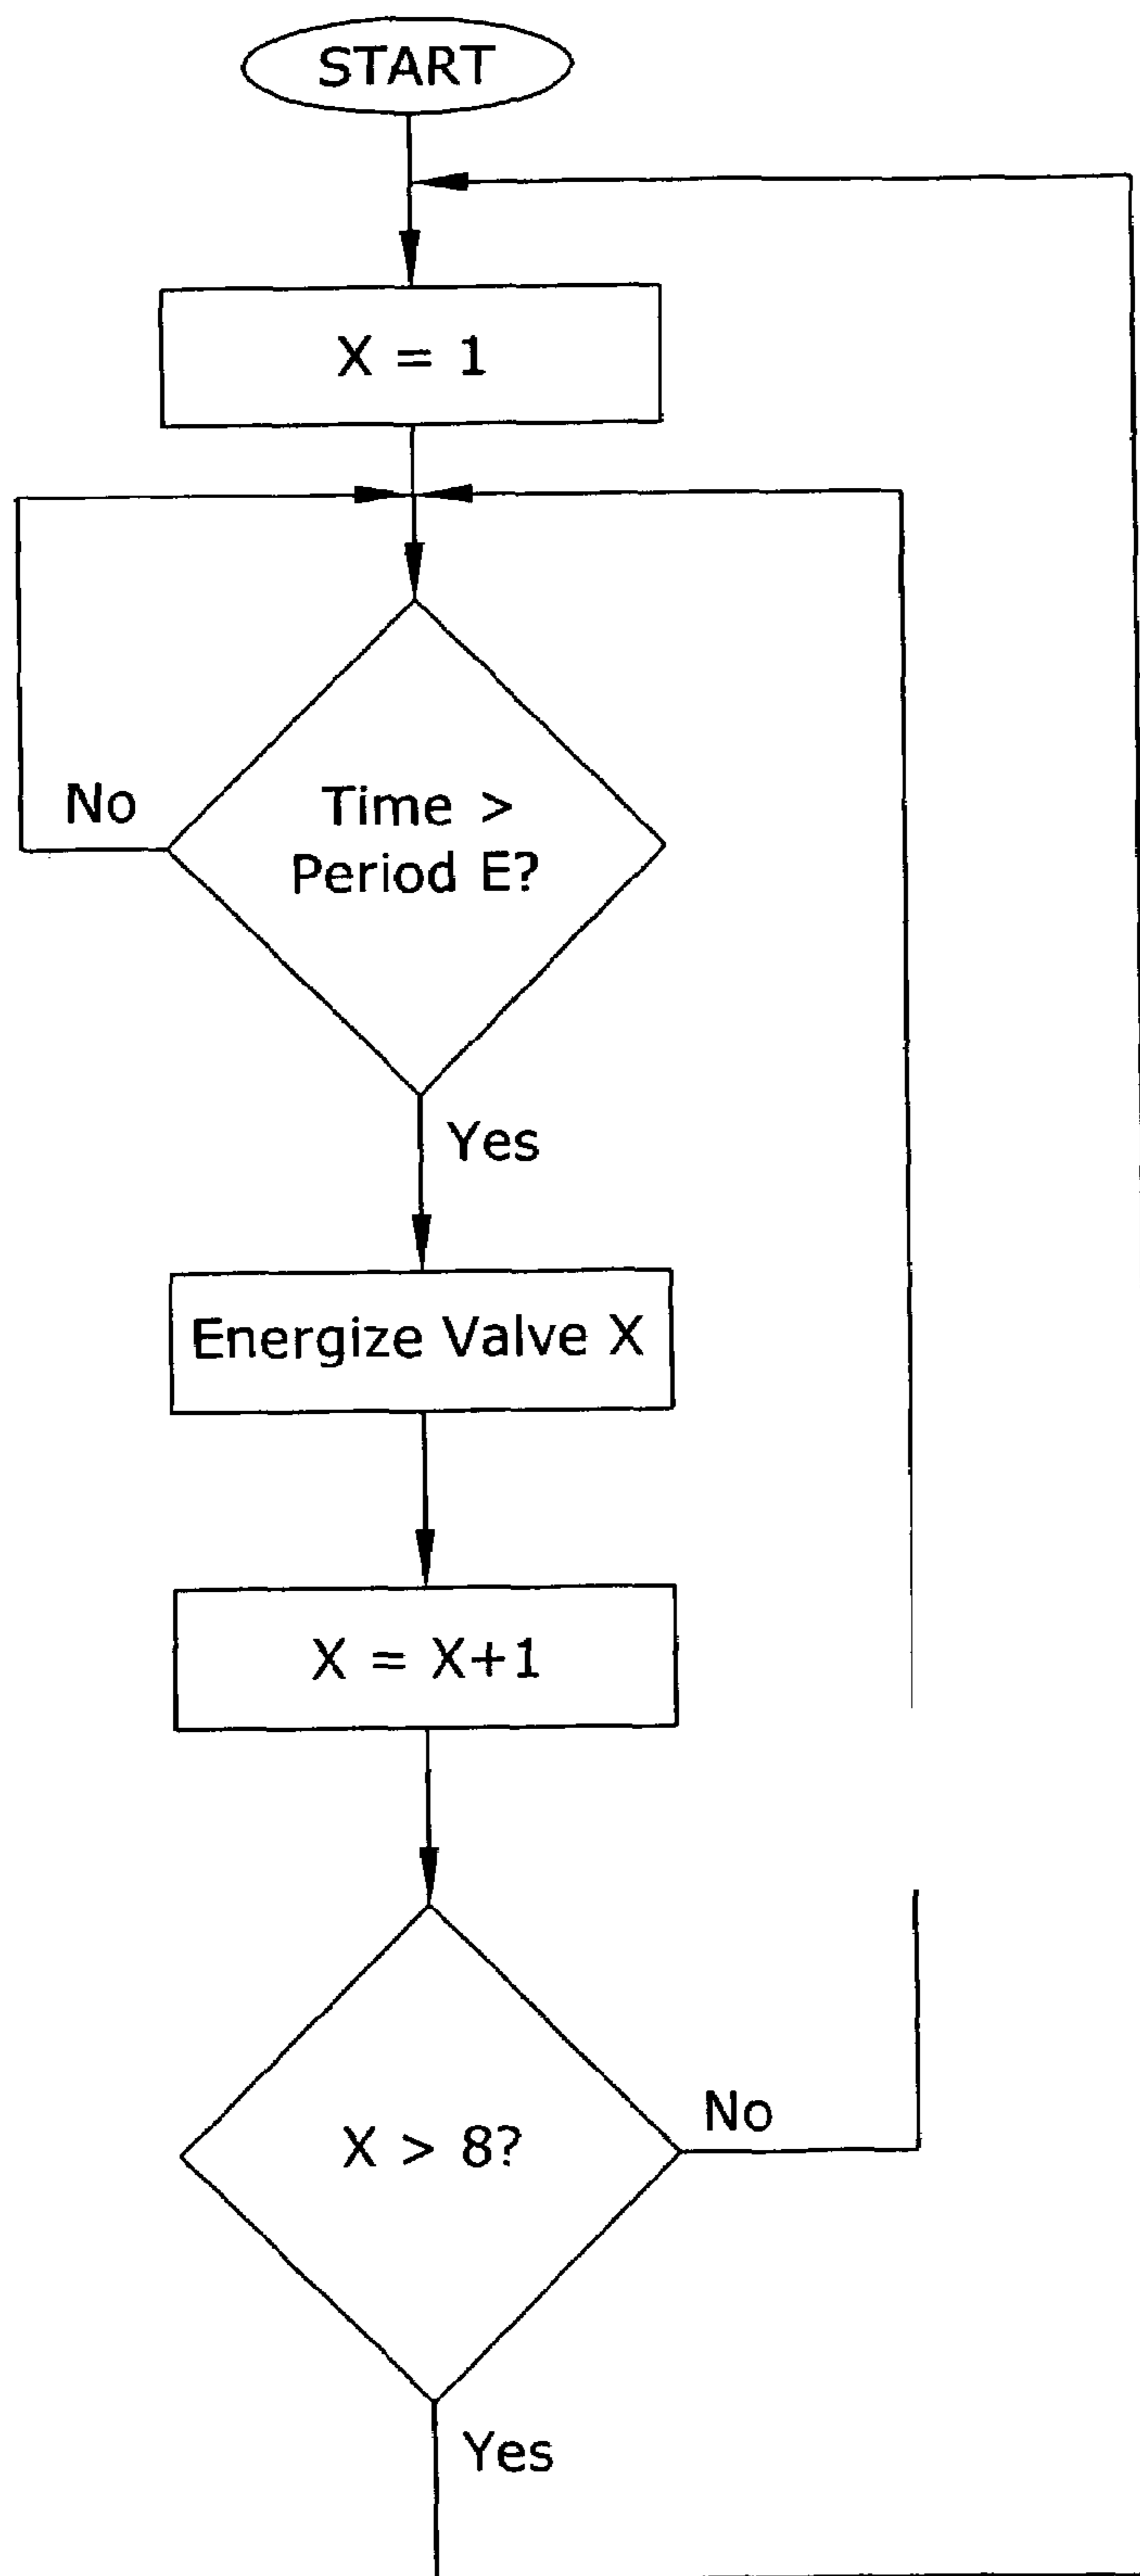 START
X = 1
No
Time >
Period E?
Yes
Energize Valve X
X = X+1
No
X > 8?
Yes